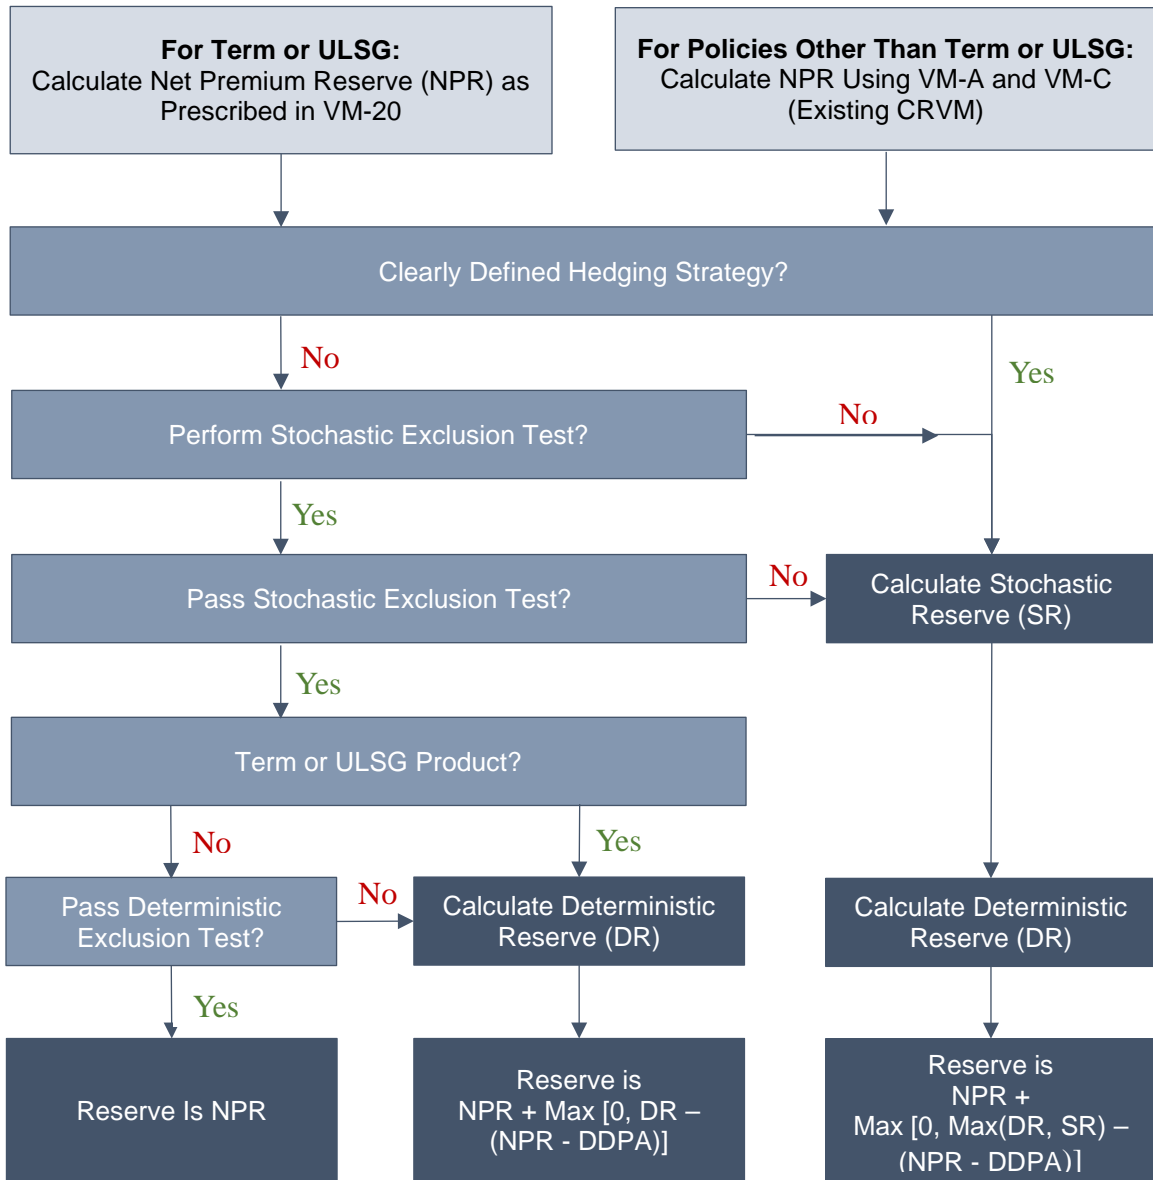 For Term or ULSG:
Calculate Net Premium Reserve (NPR) as
Prescribed in VM-20
For Policies Other Than Term or ULSG:
Calculate NPR Using VM-A and VM-C
(Existing CRVM)
Clearly Defined Hedging Strategy?
No
Yes
Perform Stochastic Exclusion Test?
No
Yes
Pass Stochastic Exclusion Test?
No
Calculate Stochastic
Reserve (SR)
Yes
Term or ULSG Product?
No
Yes
Pass Deterministic
Exclusion Test?
No
Calculate Deterministic
Reserve (DR)
Calculate Deterministic
Reserve (DR)
Yes
Reserve Is NPR
Reserve is
NPR + Max [0, DR –
(NPR - DDPA)]
Reserve is
NPR +
Max [0, Max(DR, SR) –
(NPR - DDPA)]